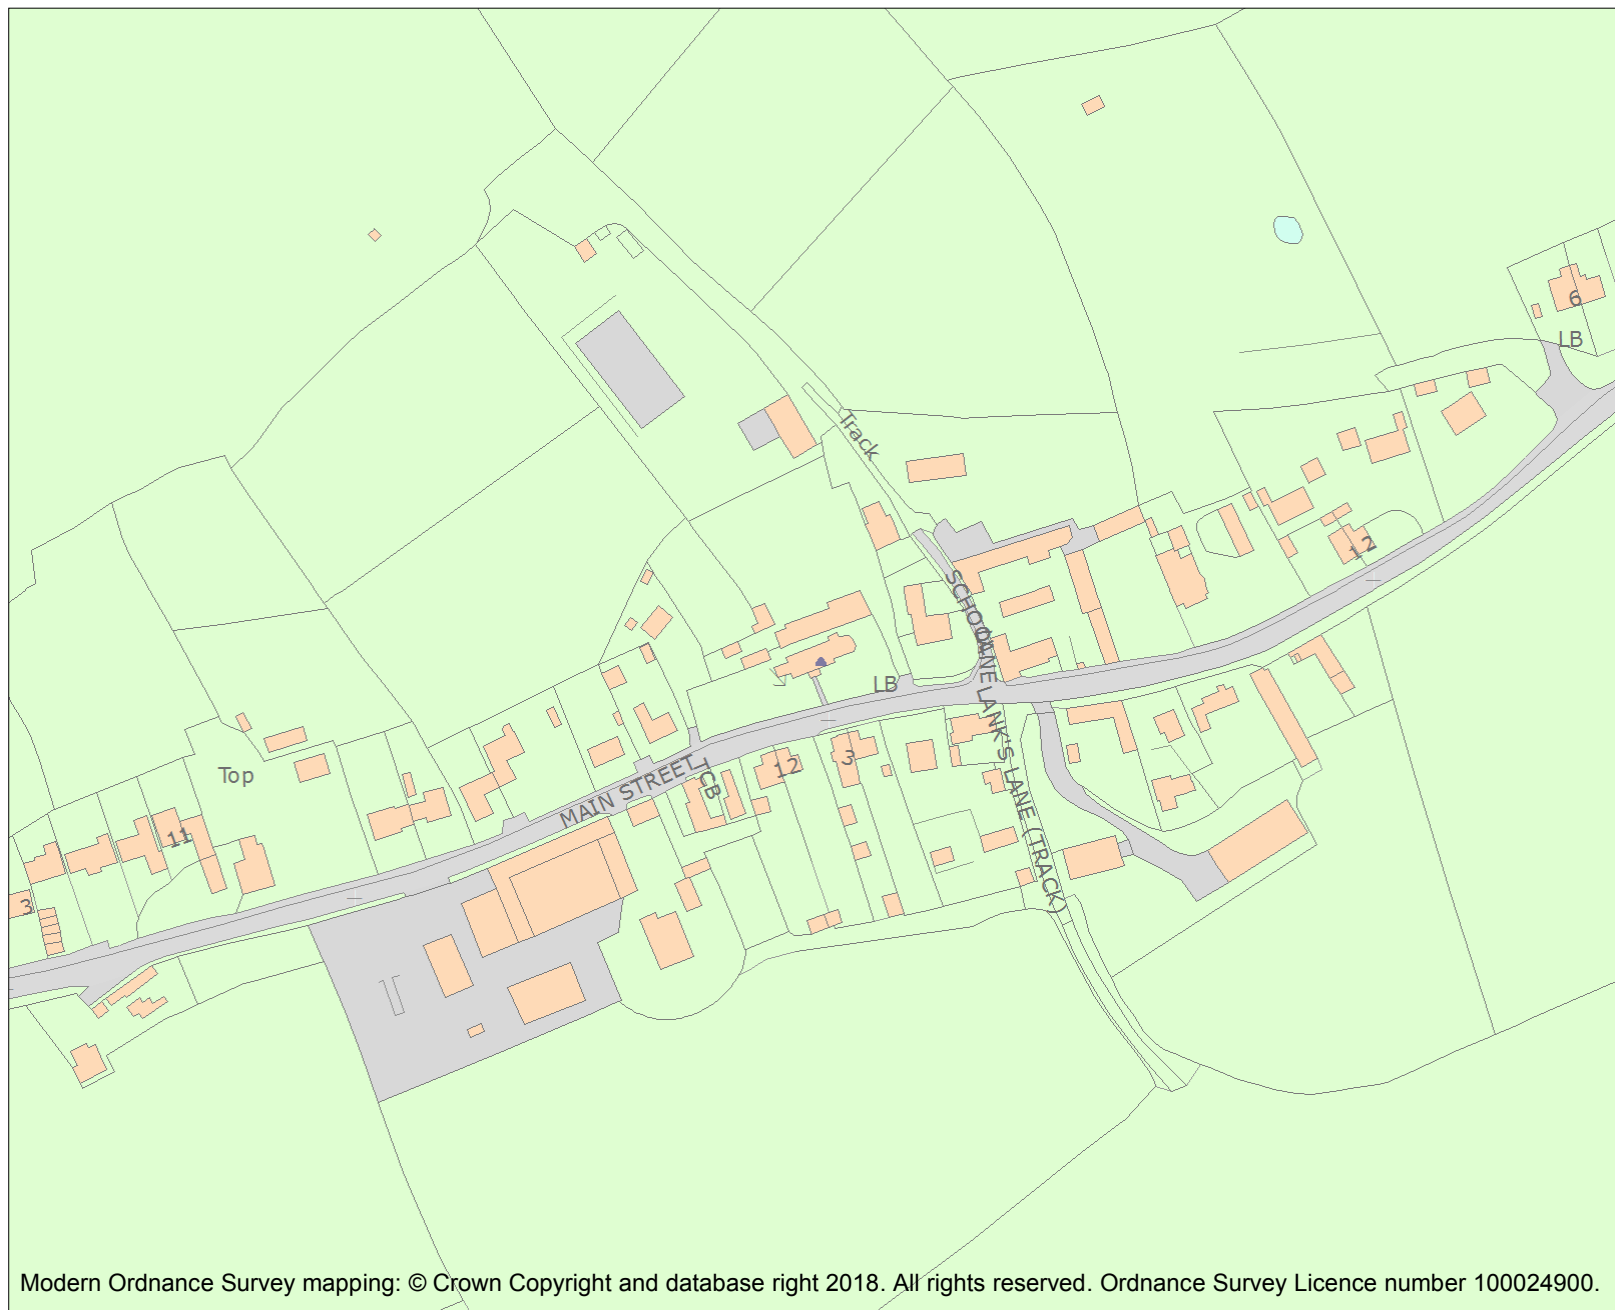 6
LB
Track
12
SCHOOL LANE
LB
LANK'S LANE (TRACK)
MAIN STREET
TCB
12
3
Top
11
3
Modern Ordnance Survey mapping: © Crown Copyright and database right 2018. All rights reserved. Ordnance Survey Licence number 100024900.